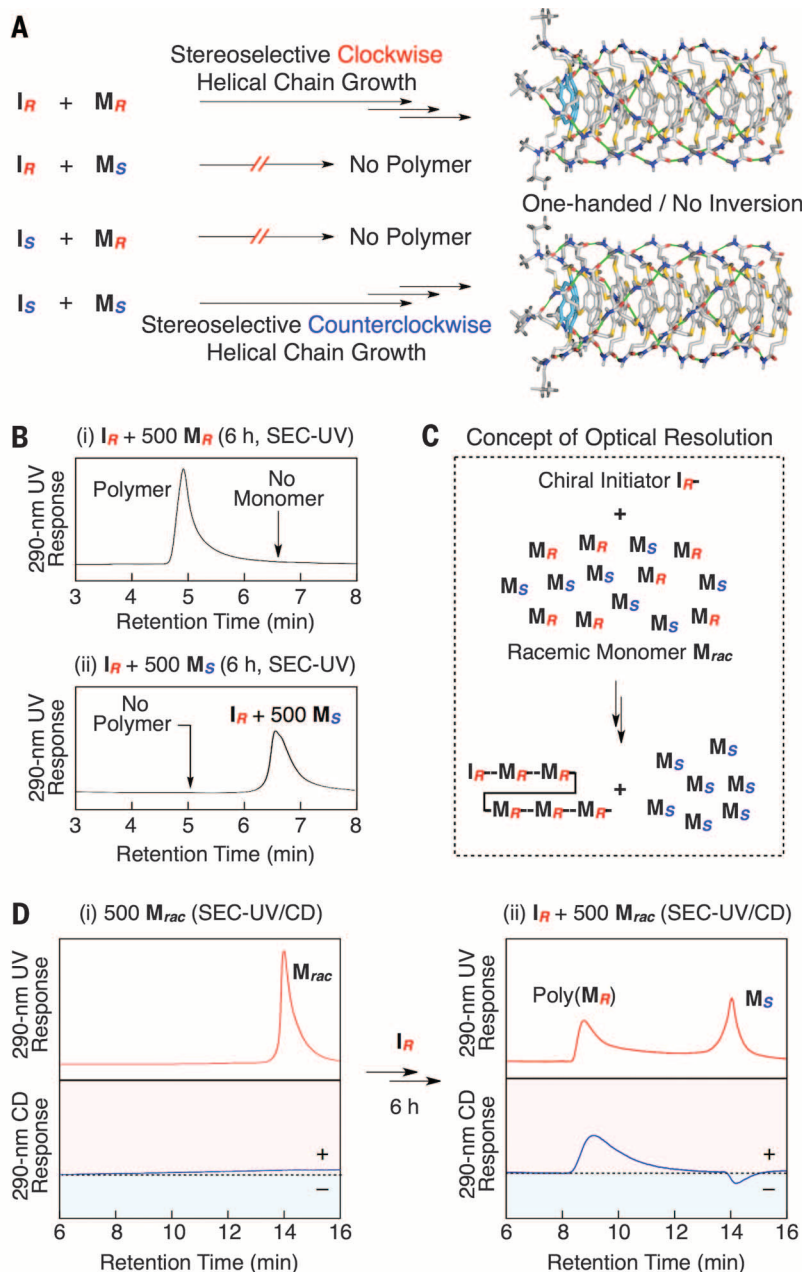 A
Stereoselective Clockwise
Helical Chain Growth
I_R + M_R
I_R + M_S
No Polymer
One-handed / No Inversion
I_S + M_R
No Polymer
I_S + M_S
Stereoselective Counterclockwise
Helical Chain Growth
B
(i) I_R + 500 M_R (6 h, SEC-UV)
290-nm UV
Response
Polymer
No
Monomer
3 4 5 6 7 8
Retention Time (min)
(ii) I_R + 500 M_S (6 h, SEC-UV)
290-nm UV
Response
No
Polymer
I_R + 500 M_S
3 4 5 6 7 8
Retention Time (min)
C
Concept of Optical Resolution
Chiral Initiator I_R-
+
M_R M_R M_S M_R
M_S M_S M_S M_R M_S
M_R M_R M_S M_S M_R
Racemic Monomer M_rac
I_R--M_R--M_R
M_R--M_R--M_R-
+
M_S M_S
M_S M_S M_S
M_S M_S M_S
D
(i) 500 M_rac (SEC-UV/CD)
290-nm UV
Response
M_rac
290-nm CD
Response
+
–
6 8 10 12 14 16
Retention Time (min)
I_R
6 h
(ii) I_R + 500 M_rac (SEC-UV/CD)
290-nm UV
Response
Poly(M_R)
M_S
290-nm CD
Response
+
–
6 8 10 12 14 16
Retention Time (min)